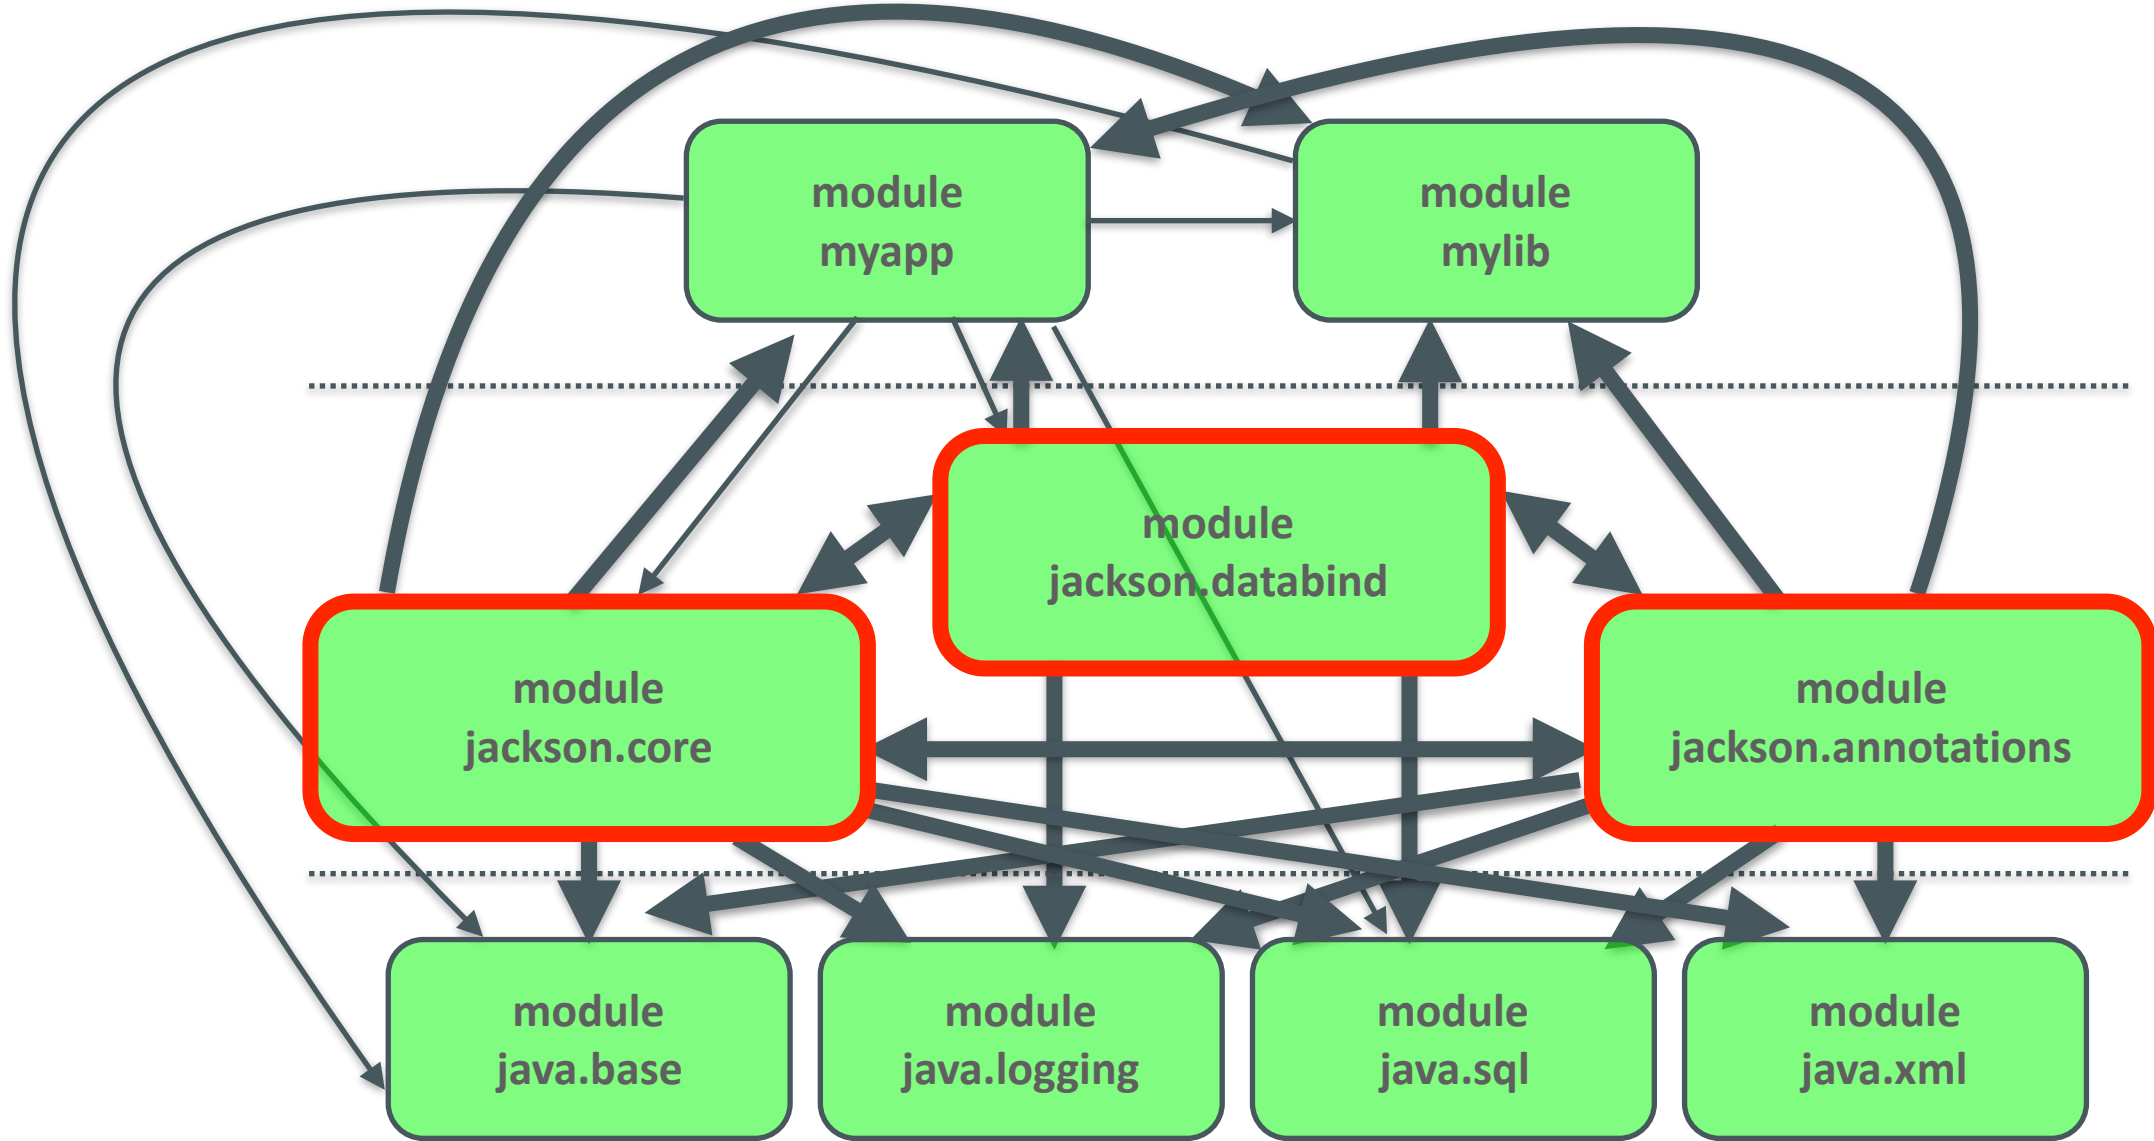 module
myapp
module
mylib
module
jackson.databind
module
jackson.core
module
jackson.annotations
module
java.base
module
java.logging
module
java.sql
module
java.xml